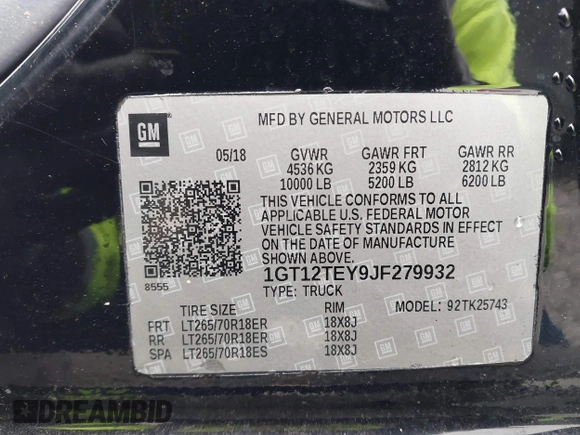 GM
MFD BY GENERAL MOTORS LLC
05/18 GVWR GAWR FRT GAWR RR
4536 KG 2359 KG 2812 KG
10000 LB 5200 LB 6200 LB
THIS VEHICLE CONFORMS TO ALL
APPLICABLE U.S. FEDERAL MOTOR
VEHICLE SAFETY STANDARDS IN
EFFECT ON THE DATE OF MANUFACTURE
SHOWN ABOVE.
8555
1GT12TEY9JF279932
TYPE: TRUCK
MODEL: 92TK25743
TIRE SIZE RIM
FRT LT265/70R18ER 18X8J
RR LT265/70R18ER 18X8J
SPA LT265/70R18ES 18X8J
DREAMBID